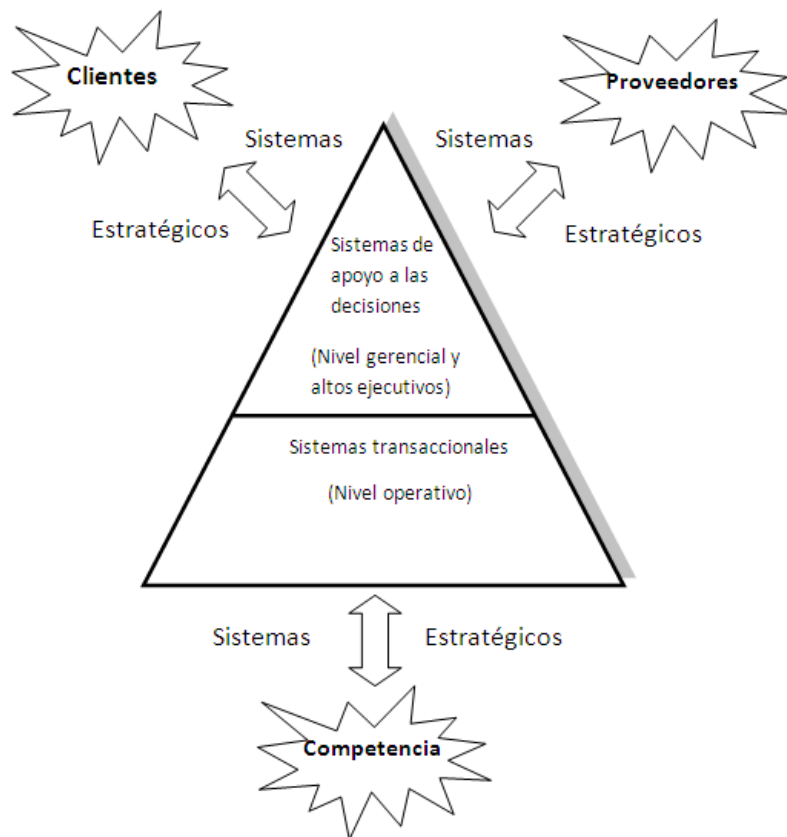 Clientes
Proveedores
Sistemas
Estratégicos
Sistemas
Estratégicos
Sistemas de
apoyo a las
decisiones
(Nivel gerencial y
altos ejecutivos)
Sistemas transaccionales
(Nivel operativo)
Sistemas
Estratégicos
Competencia